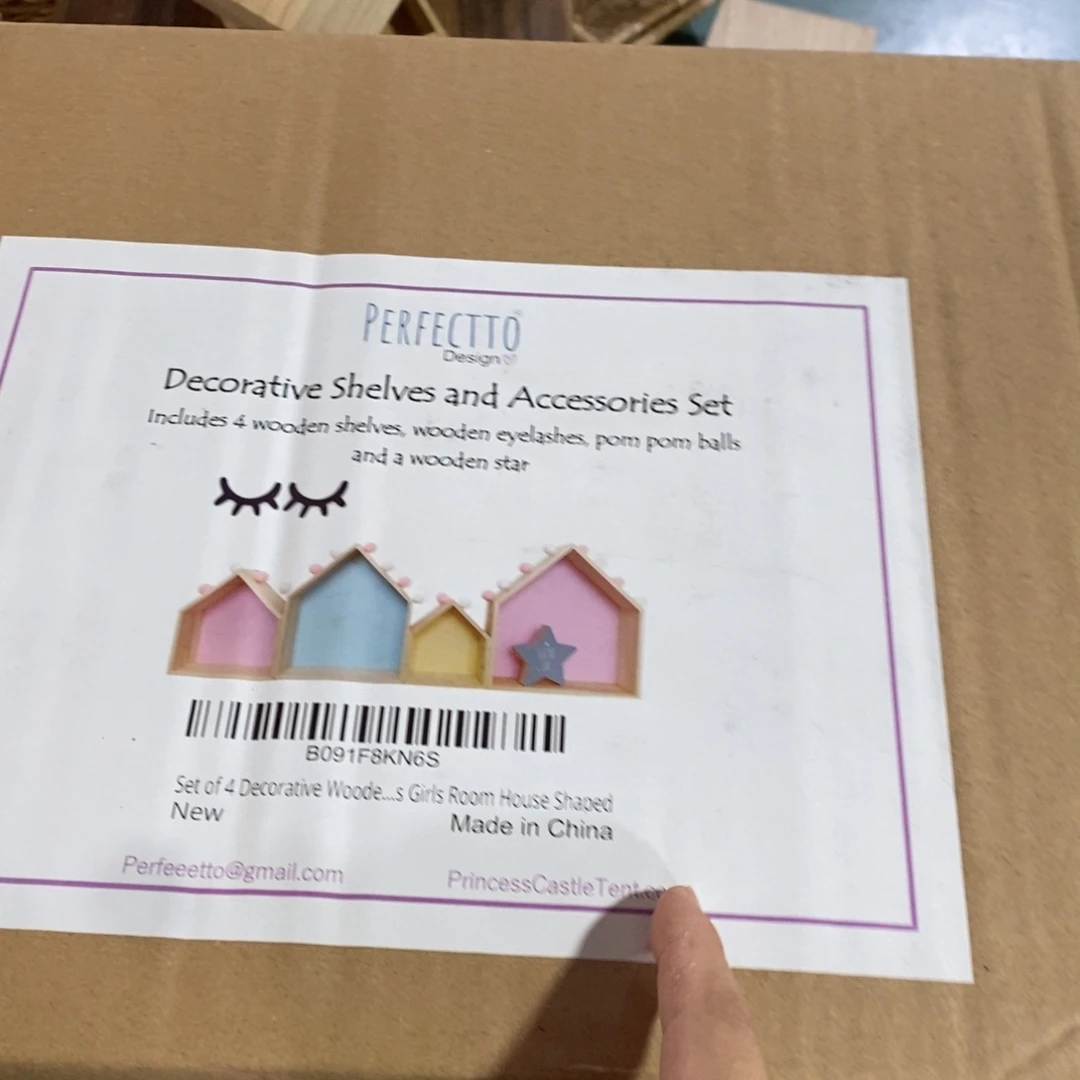 PERFECTTO
Design
Decorative Shelves and Accessories Set
Includes 4 wooden shelves, wooden eyelashes, pom pom balls
and a wooden star
B091F8KN6S
Set of 4 Decorative Woode...s Girls Room House Shaped
New
Made in China
Perfeeetto@gmail.com